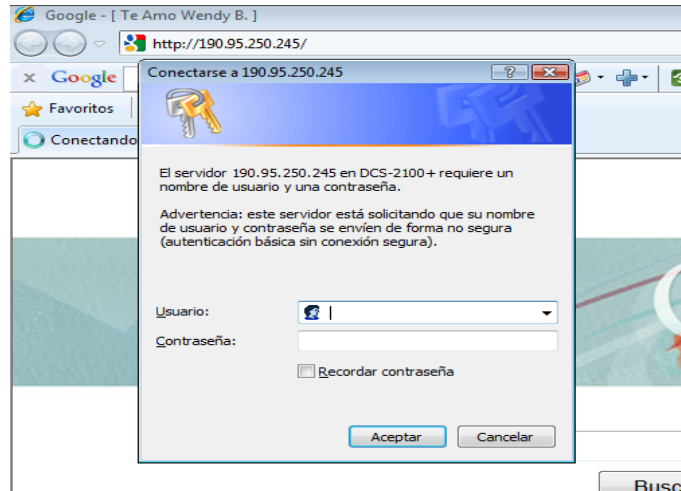 Google - [ Te Amo Wendy B. ]
http://190.95.250.245/
x Google
Conectarse a 190.95.250.245
Favoritos
Conectando
El servidor 190.95.250.245 en DCS-2100+ requiere un
nombre de usuario y una contraseña.
Advertencia: este servidor está solicitando que su nombre
de usuario y contraseña se envíen de forma no segura
(autenticación básica sin conexión segura).
Usuario:
Contraseña:
Recordar contraseña
Aceptar
Cancelar
Busc